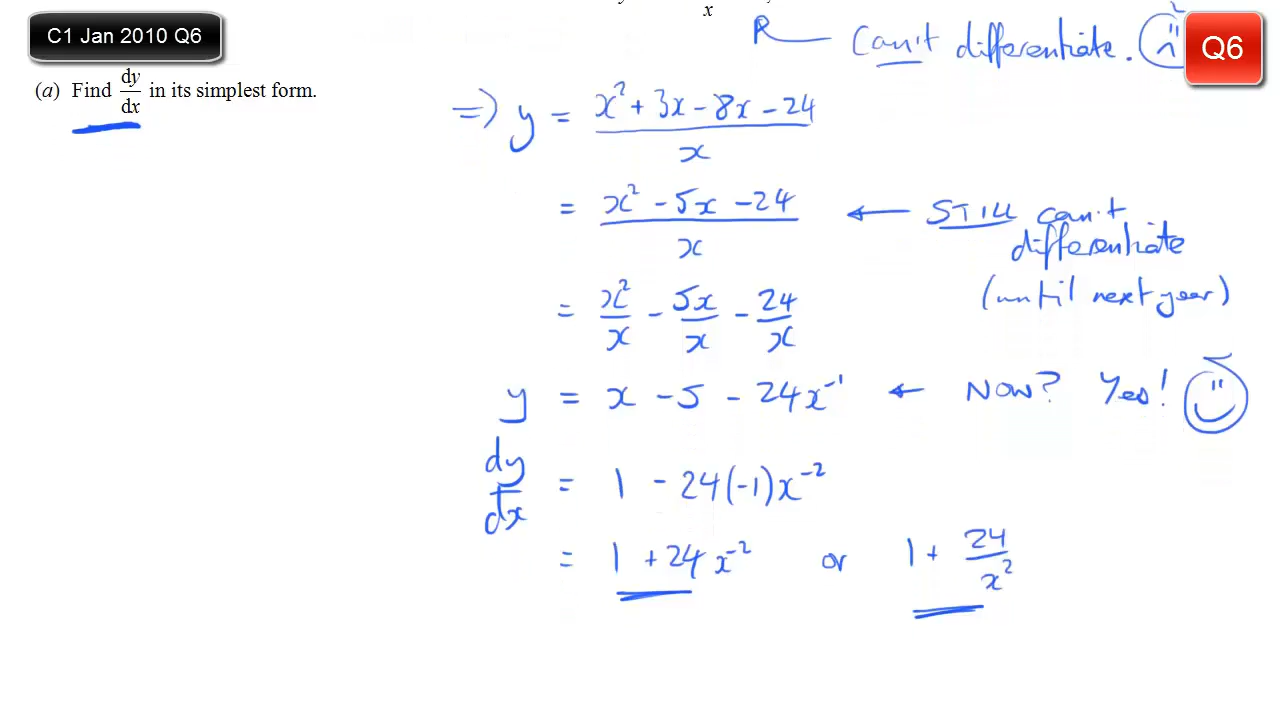 x
C1 Jan 2010 Q6
can't differentiate.
Q6
(a) Find dy/dx in its simplest form.
=> y = (x² + 3x - 8x - 24)/x
= (x² - 5x - 24)/x ← STILL can't
differentiate
(until next year)
= x²/x - 5x/x - 24/x
y = x - 5 - 24x⁻¹ ← NOW? Yes!
dy/dx = 1 - 24(-1)x⁻²
= 1 + 24x⁻² or 1 + 24/x²